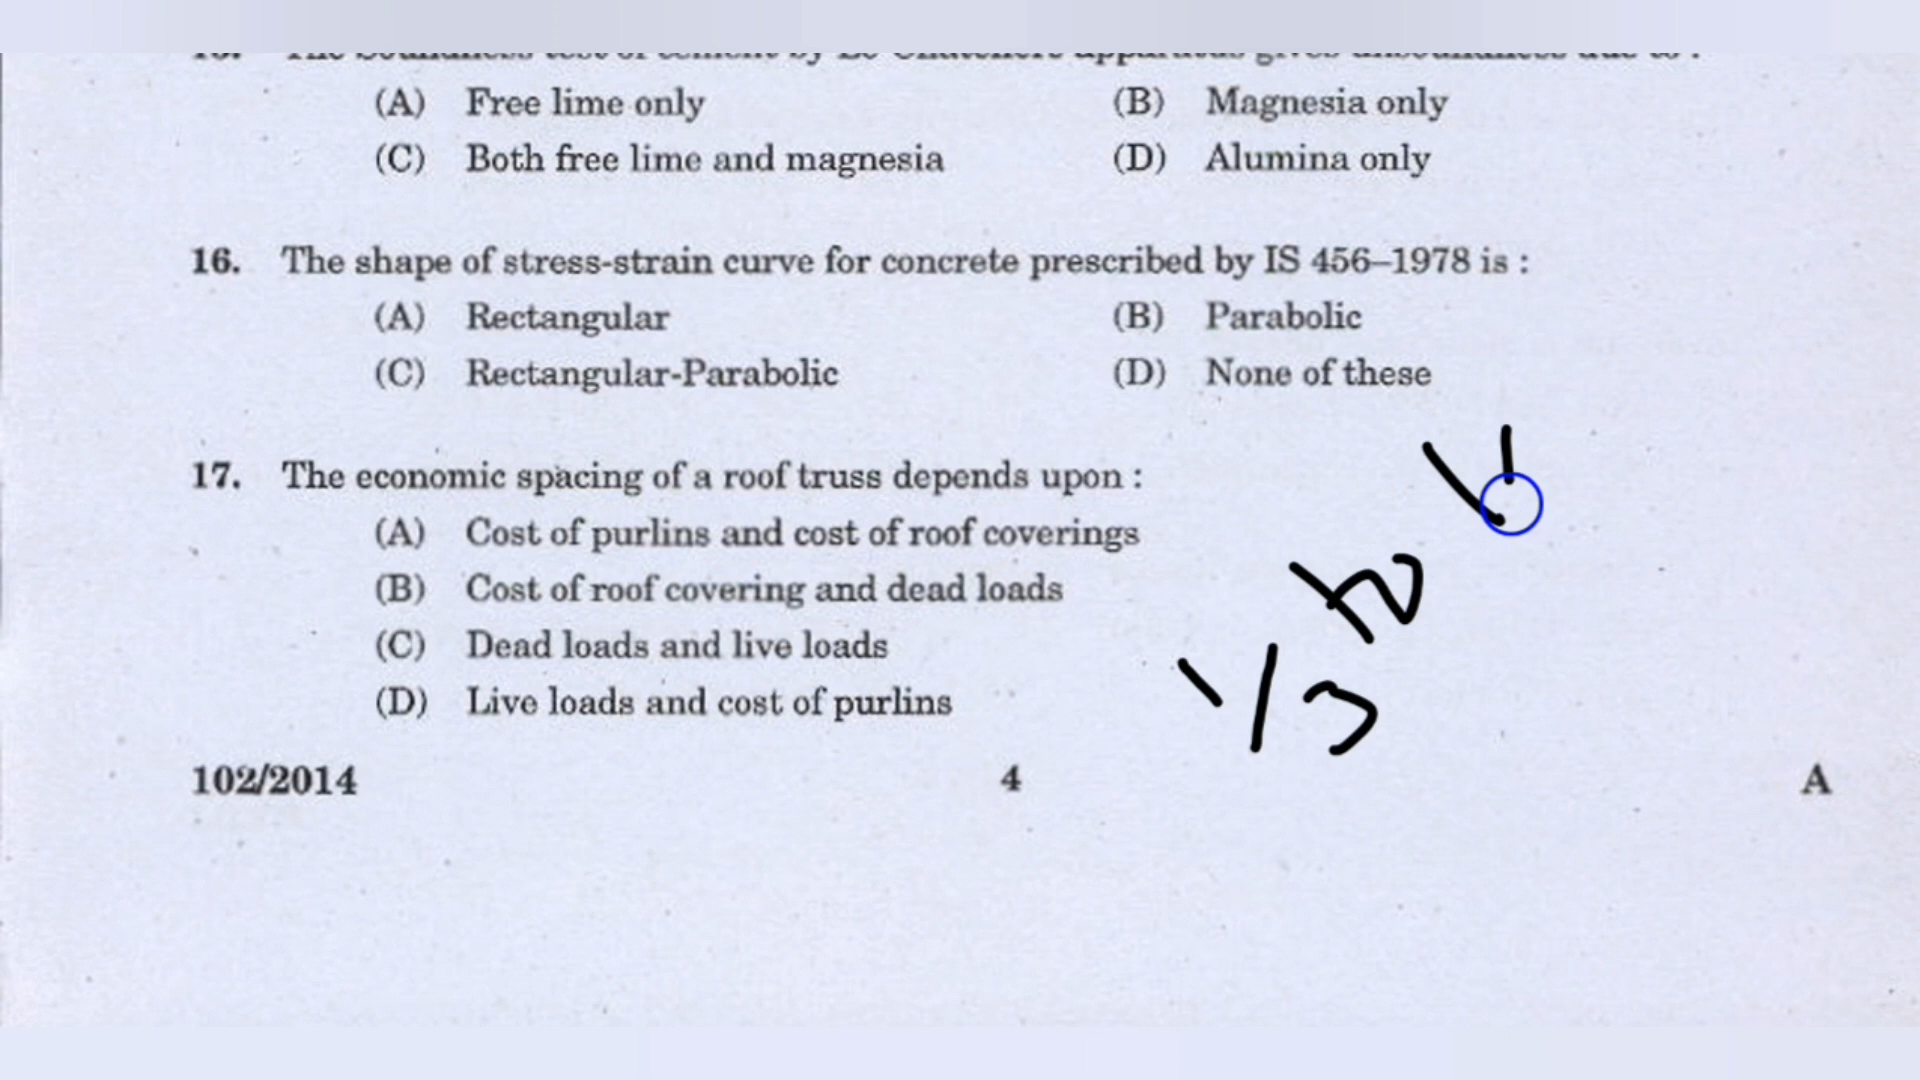 (A) Free lime only (B) Magnesia only
(C) Both free lime and magnesia (D) Alumina only
16. The shape of stress-strain curve for concrete prescribed by IS 456–1978 is :
(A) Rectangular (B) Parabolic
(C) Rectangular-Parabolic (D) None of these
17. The economic spacing of a roof truss depends upon :
(A) Cost of purlins and cost of roof coverings
(B) Cost of roof covering and dead loads
(C) Dead loads and live loads
(D) Live loads and cost of purlins
1/3
102/2014 4 A